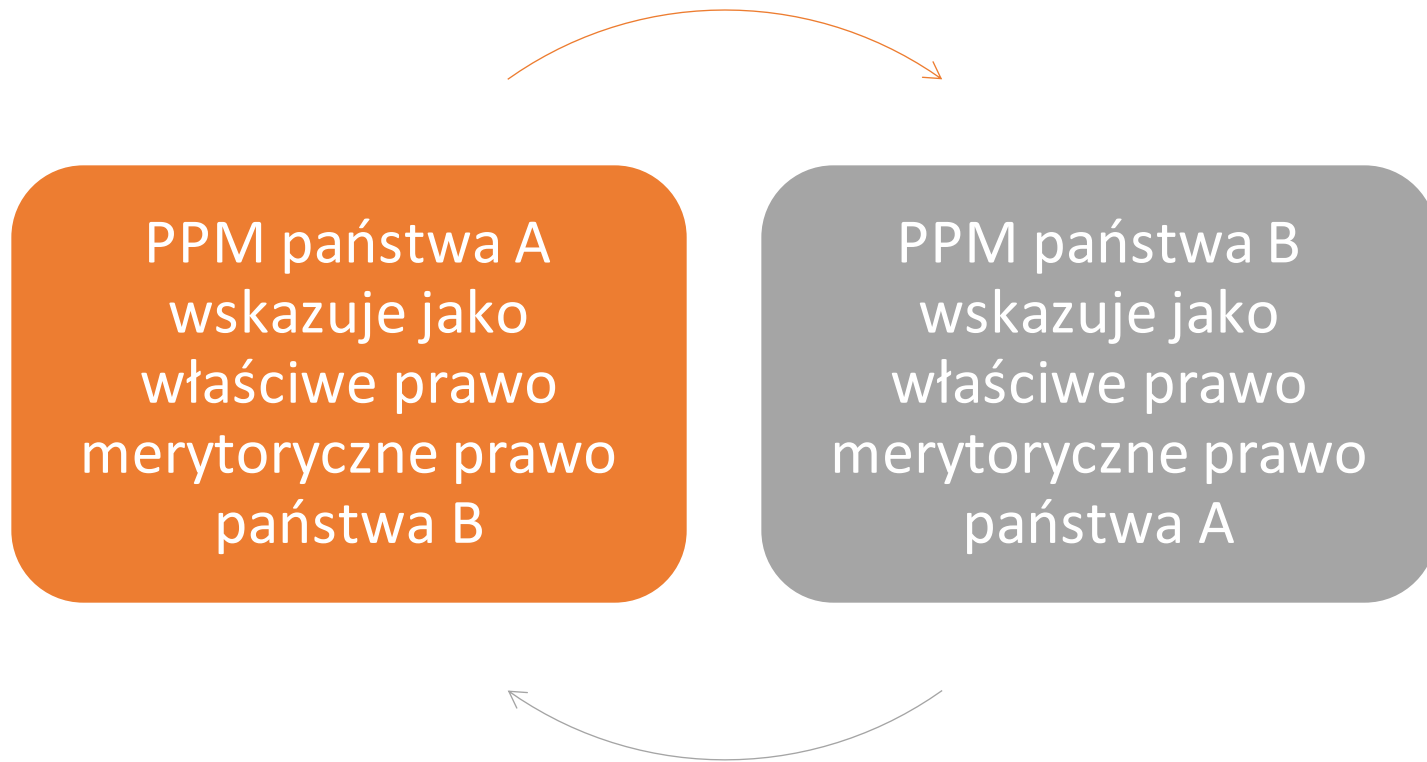 PPM państwa A
wskazuje jako
właściwe prawo
merytoryczne prawo
państwa B
PPM państwa B
wskazuje jako
właściwe prawo
merytoryczne prawo
państwa A